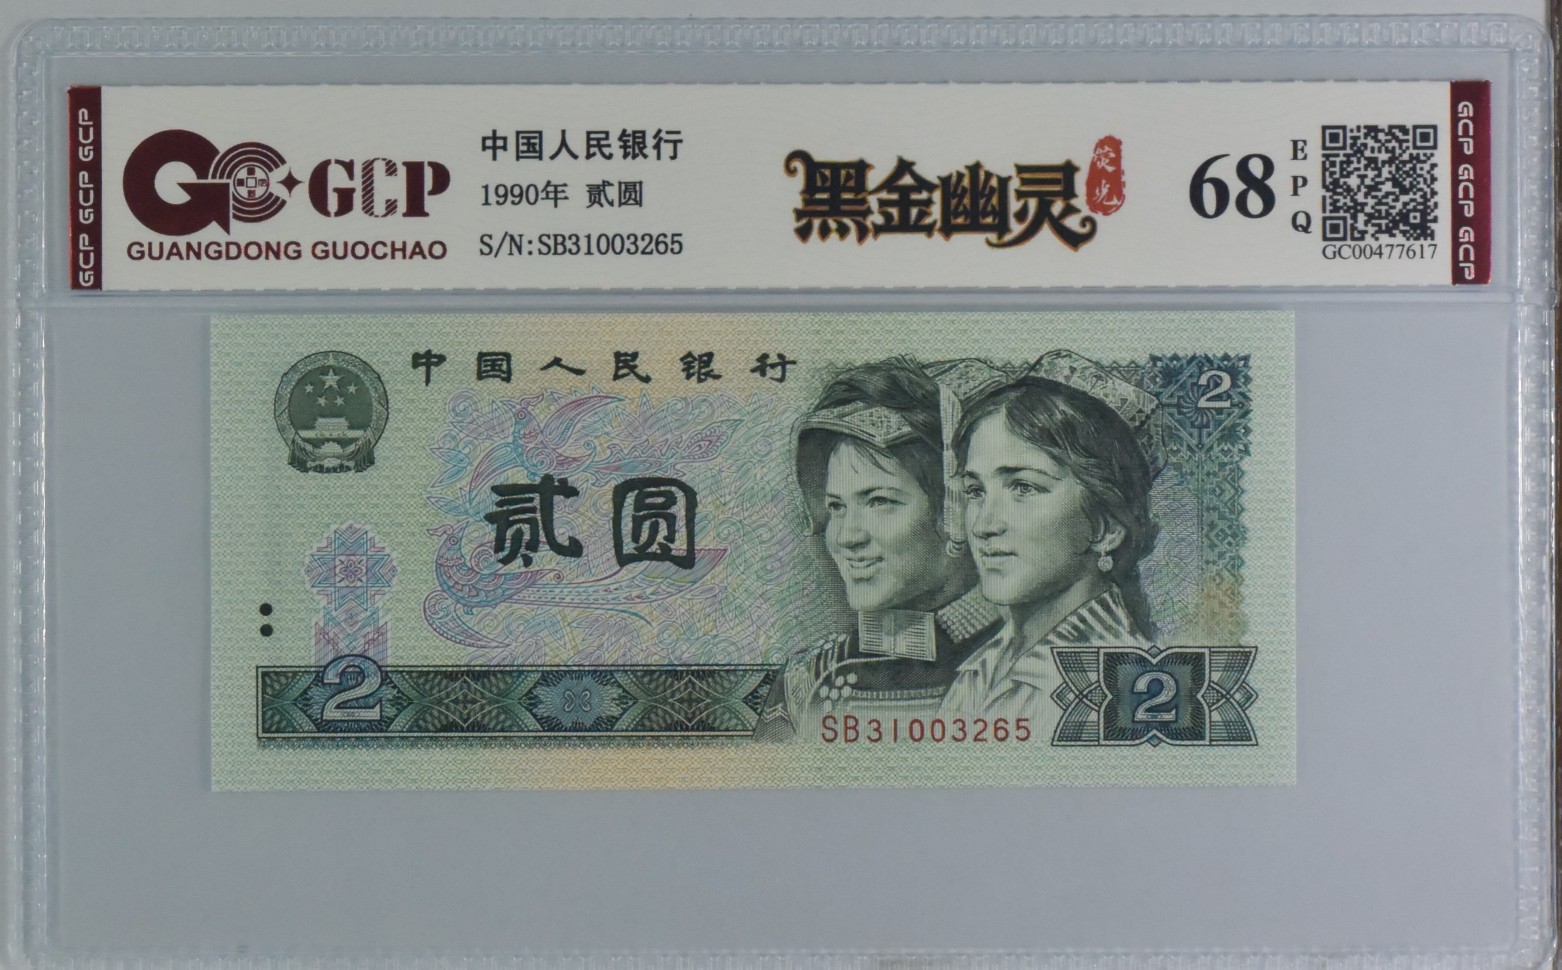 GCP GCP GCP
GCP
GUANGDONG GUOCHAO
中国人民银行
1990年 贰圆
S/N:SB31003265
黑金幽灵
荧光
68
EPQ
GC00477617
GCP GCP GCP
中国人民银行
2
贰圆
2
SB31003265
2